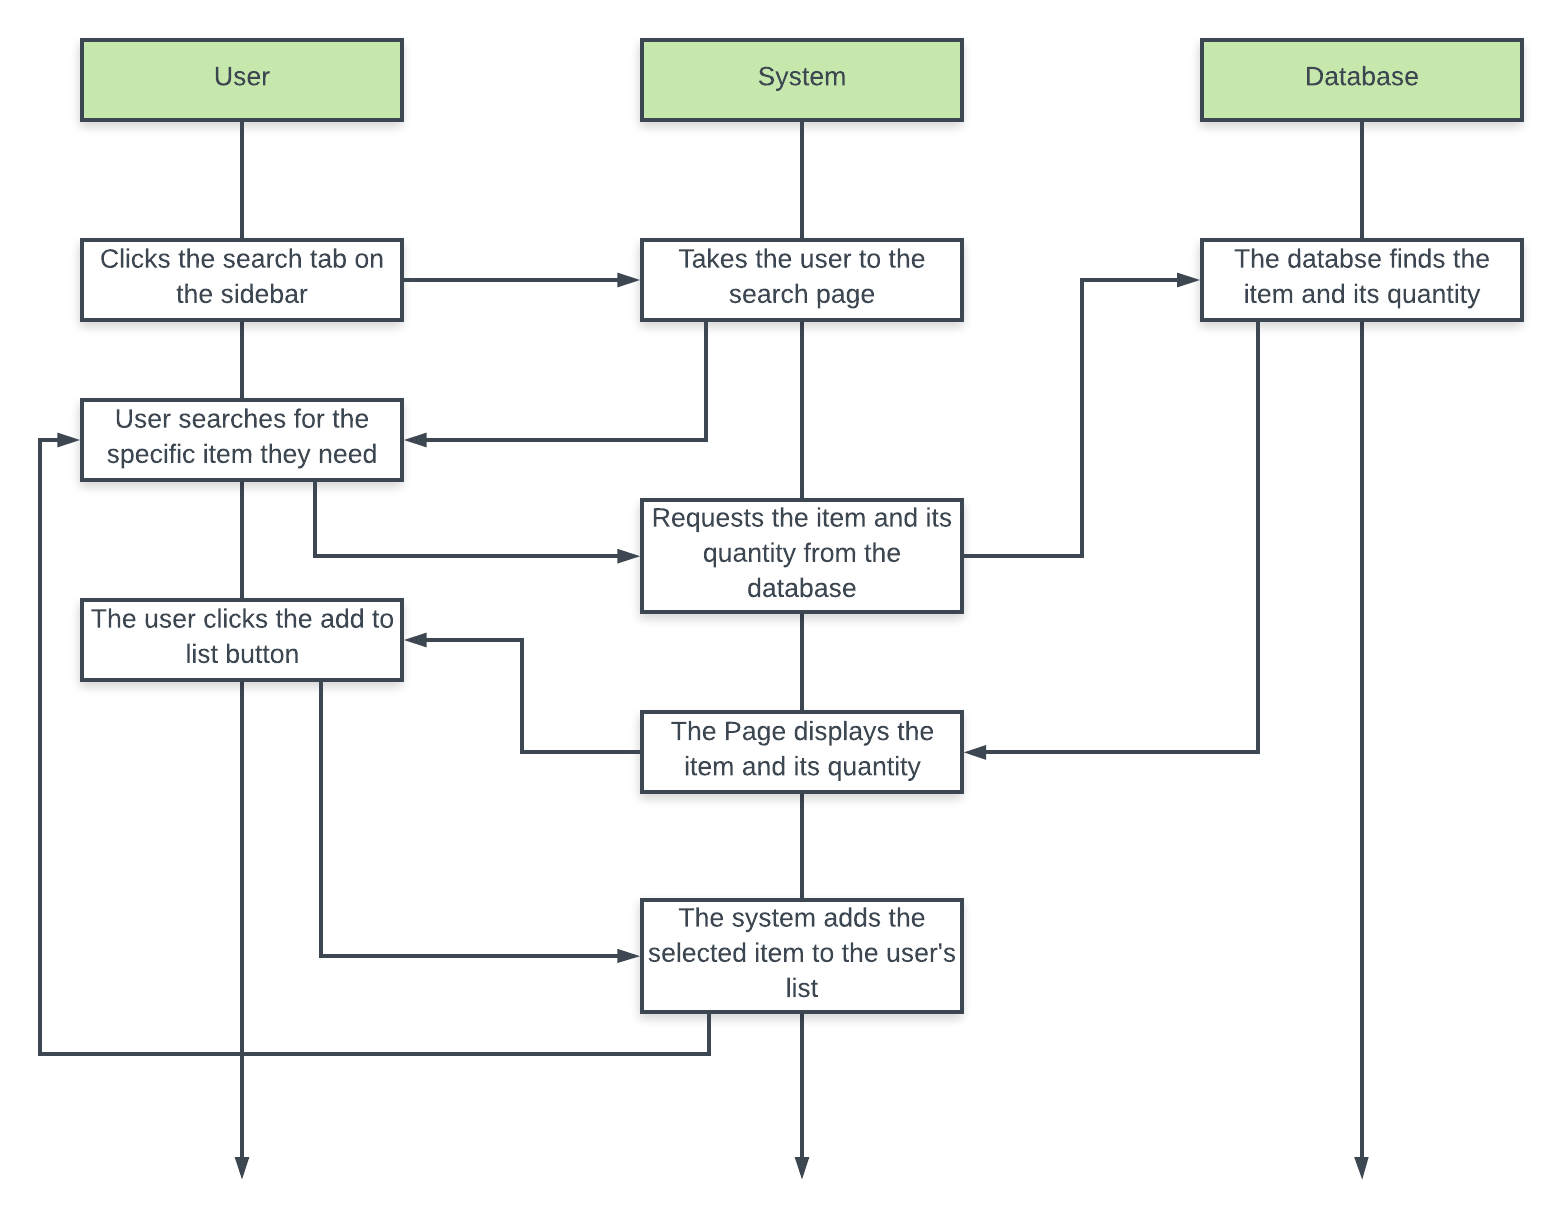 User
System
Database
Clicks the search tab on
the sidebar
Takes the user to the
search page
The databse finds the
item and its quantity
User searches for the
specific item they need
Requests the item and its
quantity from the
database
The user clicks the add to
list button
The Page displays the
item and its quantity
The system adds the
selected item to the user's
list